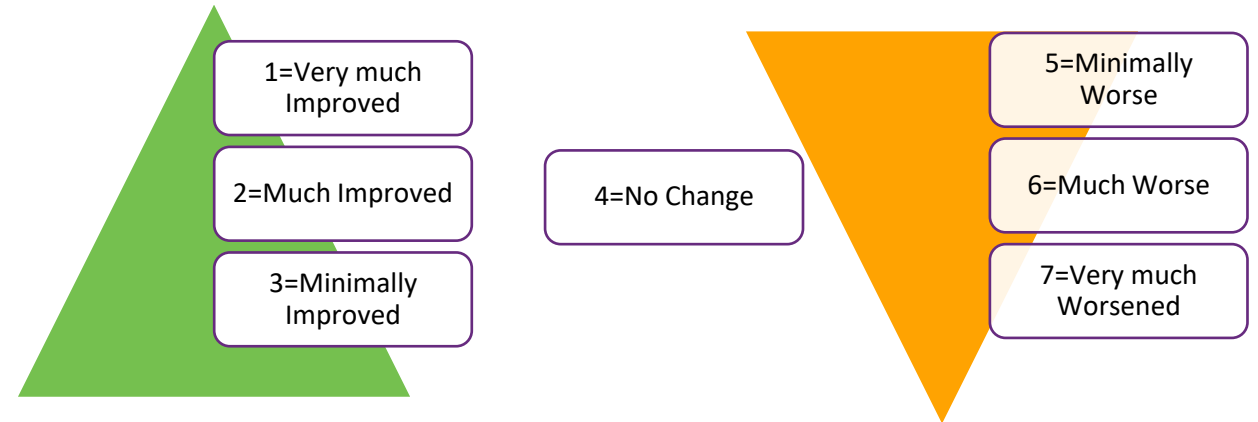 1=Very much
Improved
2=Much Improved
3=Minimally
Improved
4=No Change
5=Minimally
Worse
6=Much Worse
7=Very much
Worsened